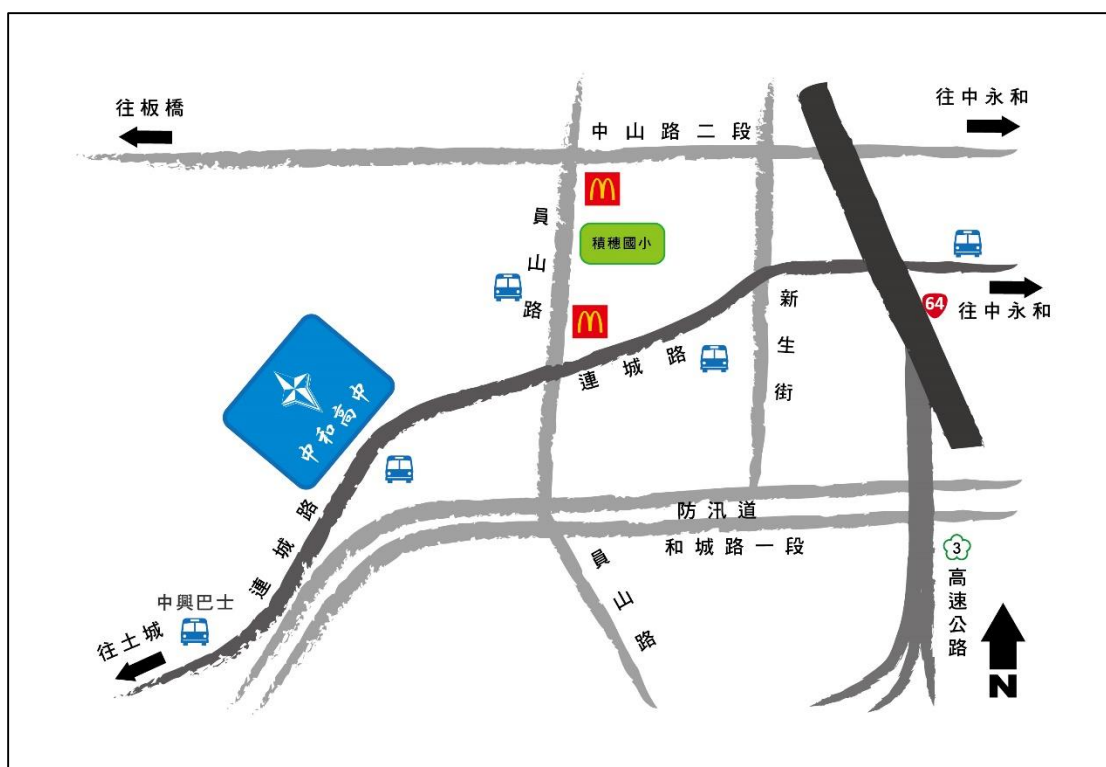 往板橋
往中永和
中山路二段
員山路
積穗國小
64
往中永和
新生街
連城路
中和高中
防汛道
和城路一段
3
高速公路
員山路
連城路
中興巴士
往土城
N